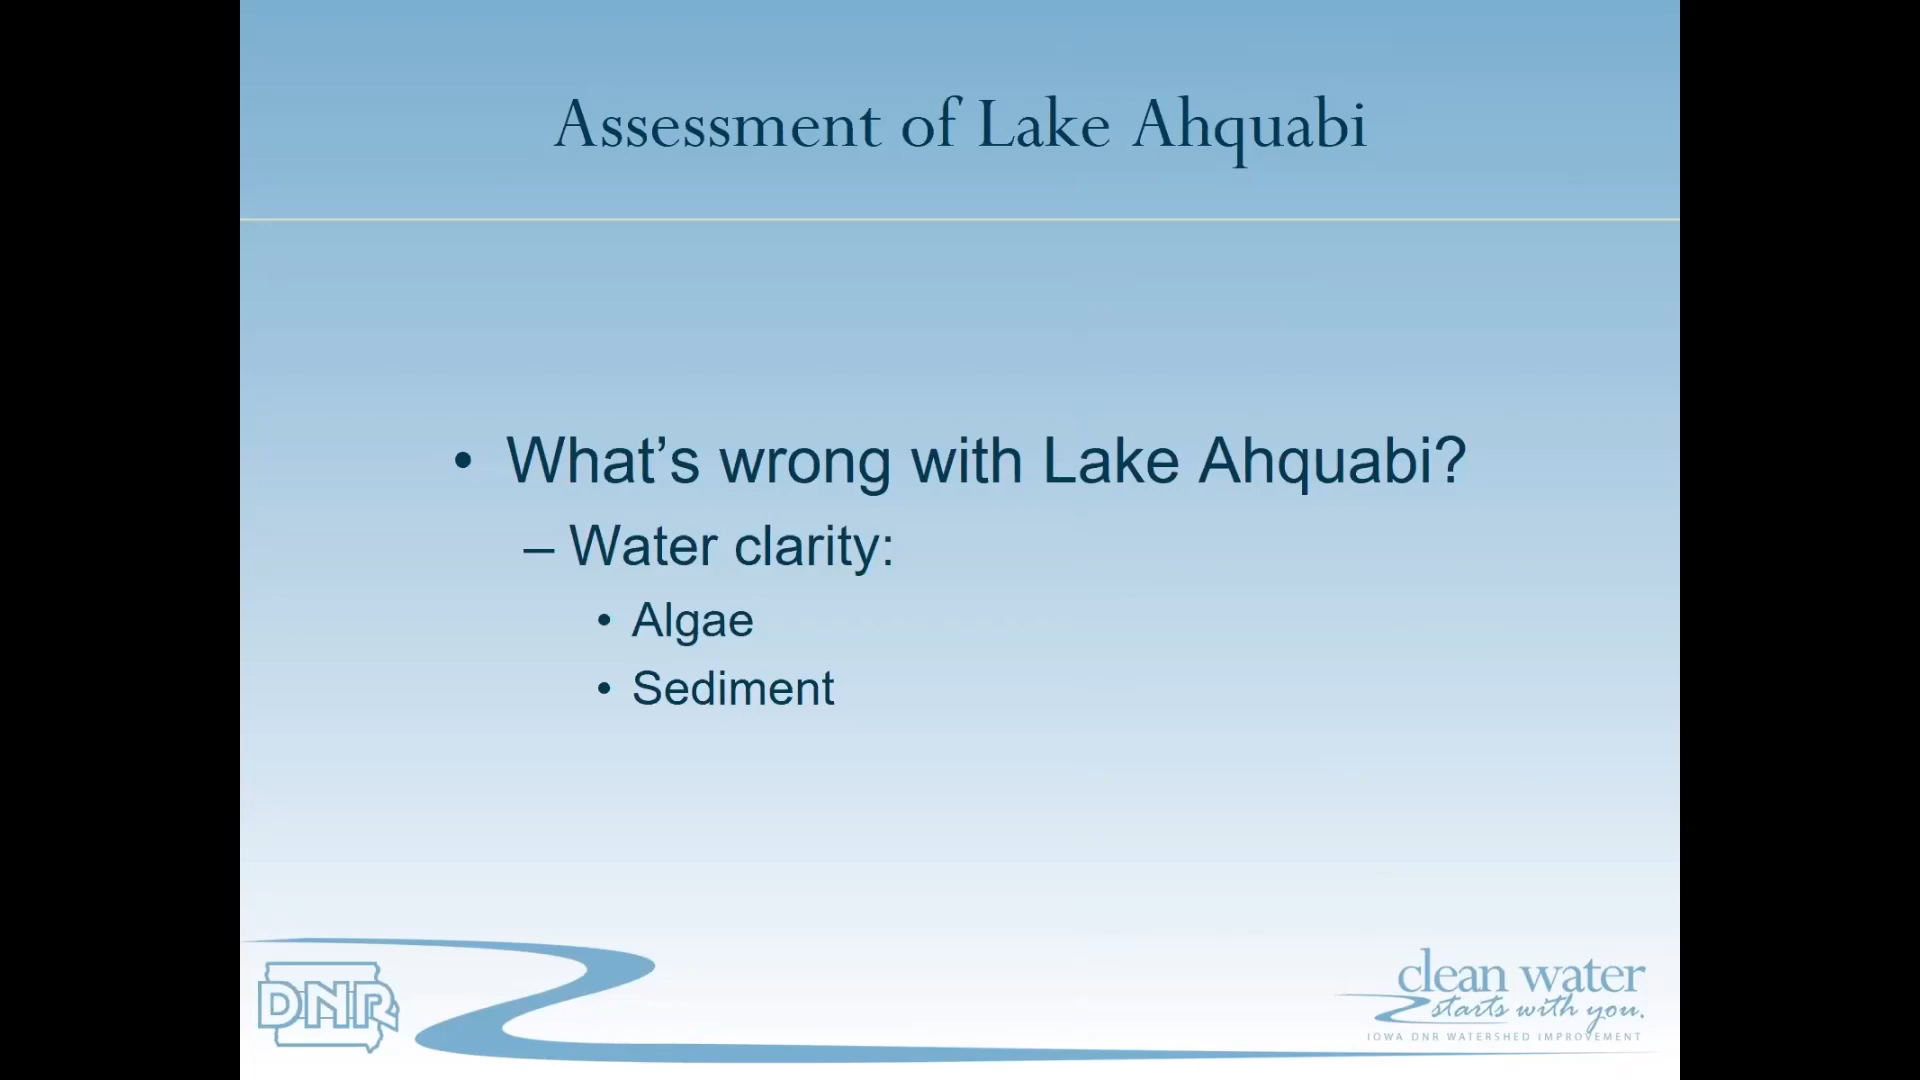 Assessment of Lake Ahquabi
• What’s wrong with Lake Ahquabi?
– Water clarity:
• Algae
• Sediment
DNR
clean water
starts with you.
IOWA DNR WATERSHED IMPROVEMENT